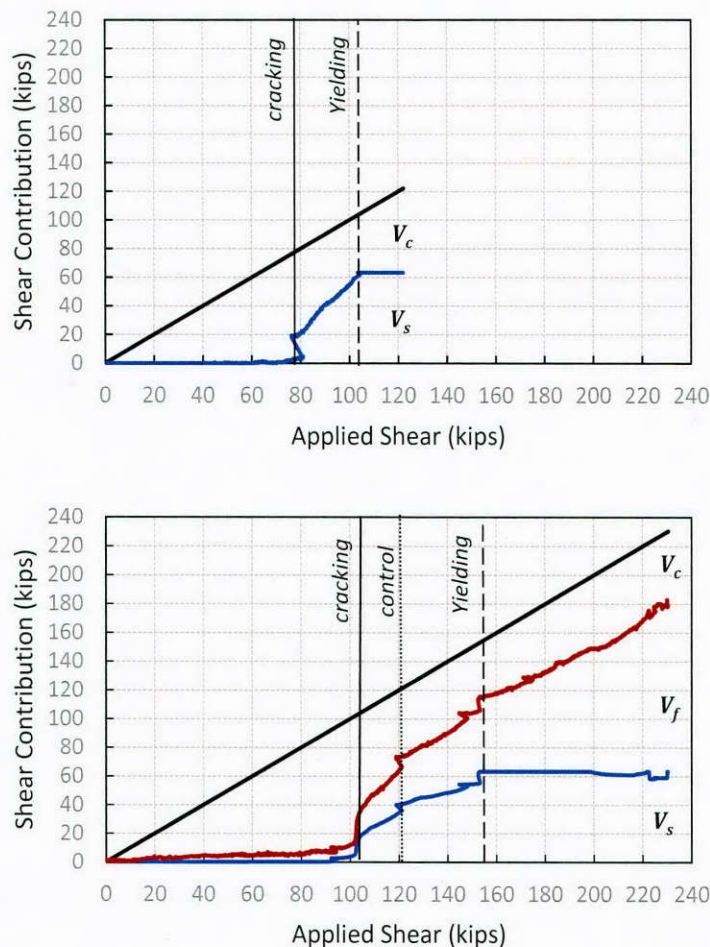 240
220
200
180
160
140
120
100
80
60
40
20
0
Shear Contribution (kips)
cracking
Yielding
V_c
V_s
0 20 40 60 80 100 120 140 160 180 200 220 240
Applied Shear (kips)
240
220
200
180
160
140
120
100
80
60
40
20
0
Shear Contribution (kips)
cracking
control
Yielding
V_c
V_f
V_s
0 20 40 60 80 100 120 140 160 180 200 220 240
Applied Shear (kips)